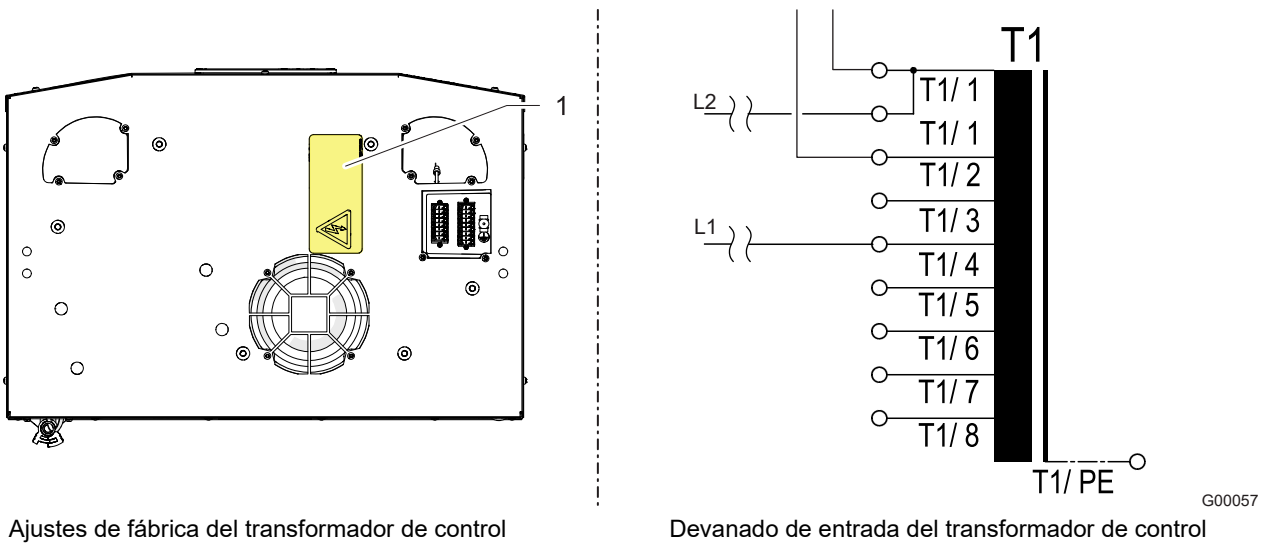 1
T1
T1/ 1
L2
T1/ 1
T1/ 2
T1/ 3
L1
T1/ 4
T1/ 5
T1/ 6
T1/ 7
T1/ 8
T1/ PE
G00057
Ajustes de fábrica del transformador de control
Devanado de entrada del transformador de control